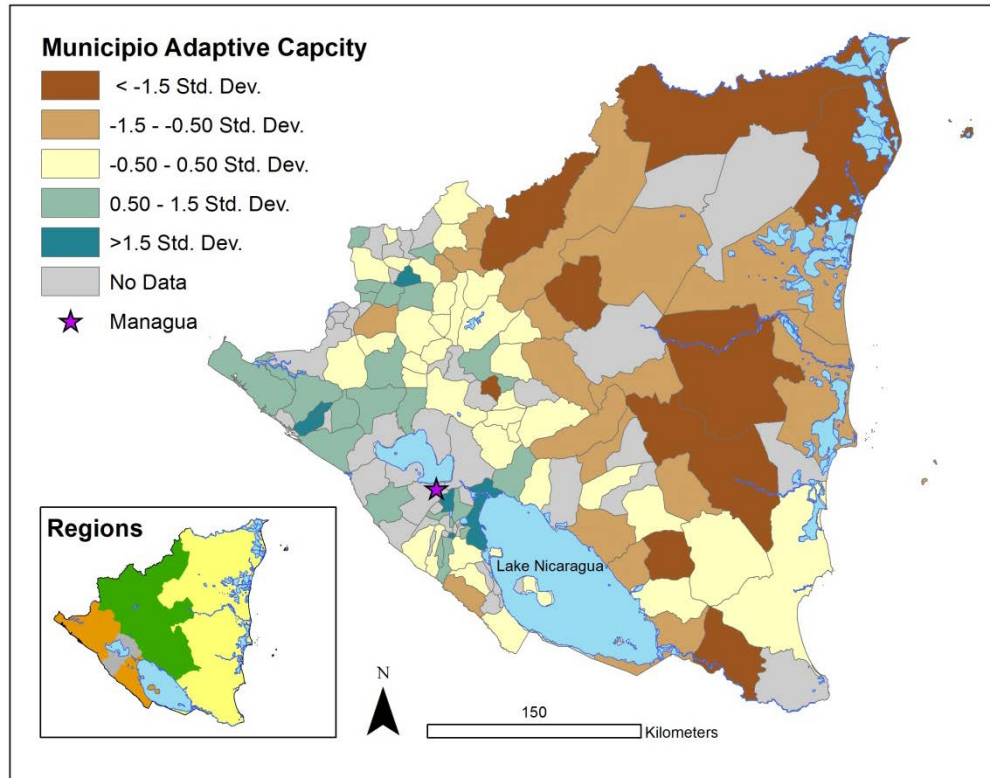 Municipio Adaptive Capcity
< -1.5 Std. Dev.
-1.5 - -0.50 Std. Dev.
-0.50 - 0.50 Std. Dev.
0.50 - 1.5 Std. Dev.
>1.5 Std. Dev.
No Data
Managua
Lake Nicaragua
Regions
N
150
Kilometers